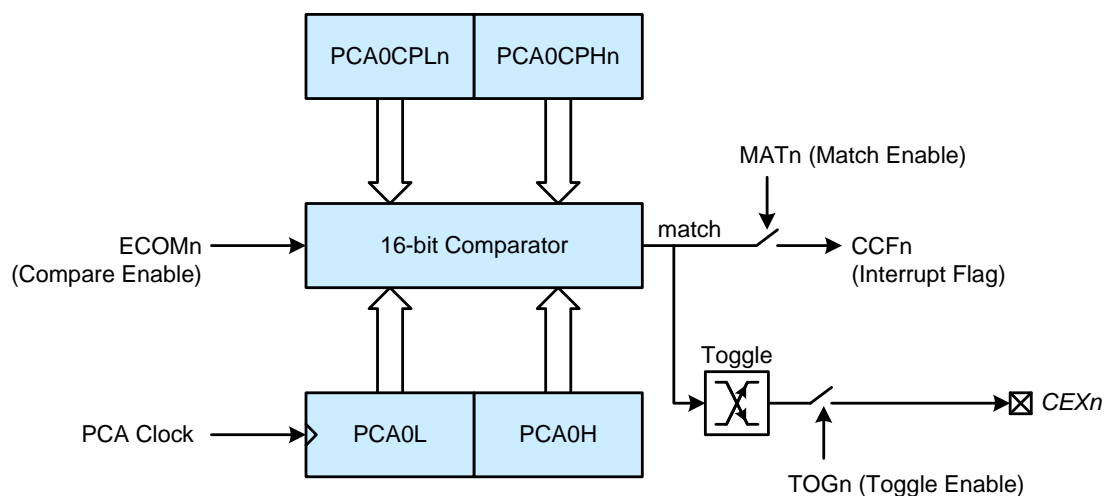 PCA0CPLn
PCA0CPHn
MATn (Match Enable)
ECOMn
(Compare Enable)
16-bit Comparator
match
CCFn
(Interrupt Flag)
Toggle
CEXn
PCA Clock
PCA0L
PCA0H
TOGn (Toggle Enable)